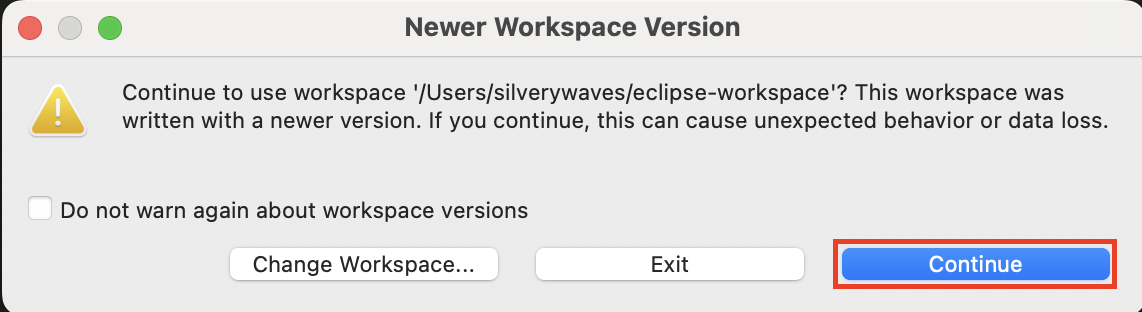 Newer Workspace Version
Continue to use workspace '/Users/silverywaves/eclipse-workspace'? This workspace was
written with a newer version. If you continue, this can cause unexpected behavior or data loss.
Do not warn again about workspace versions
Change Workspace... Exit Continue